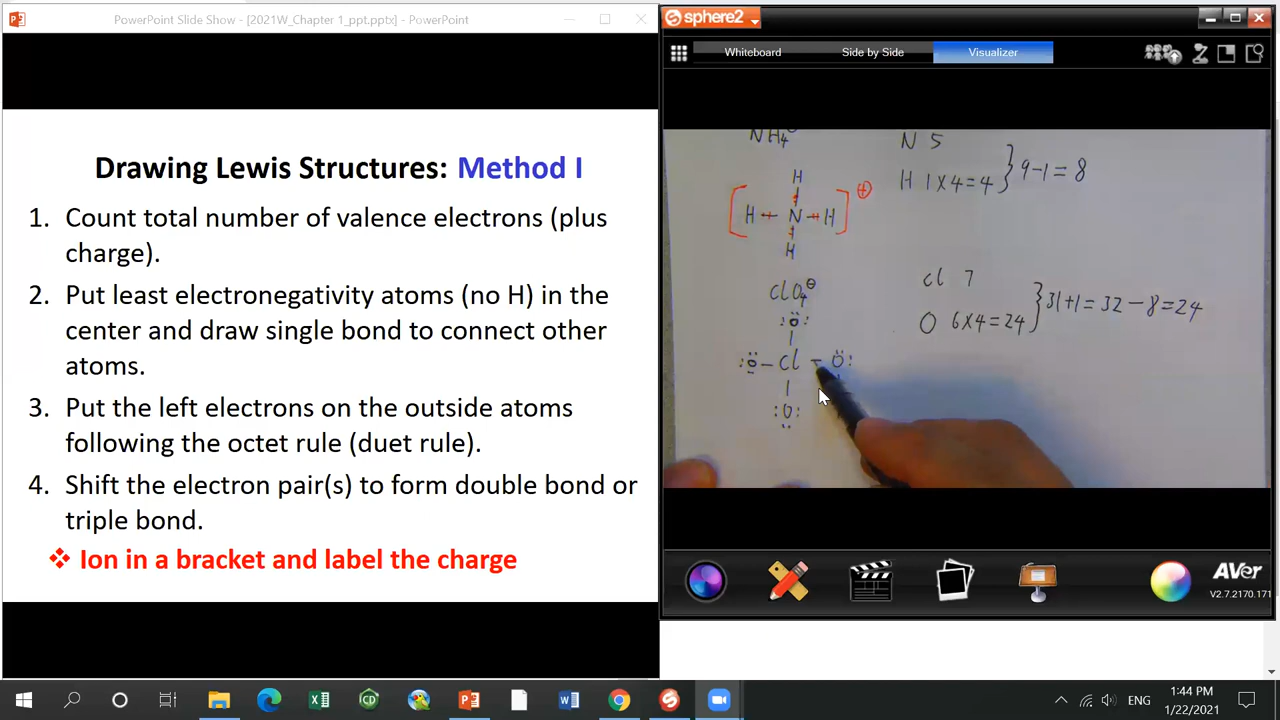 PowerPoint Slide Show - [2021W_Chapter 1_ppt.pptx] - PowerPoint
Drawing Lewis Structures: Method I
1. Count total number of valence electrons (plus
charge).
2. Put least electronegativity atoms (no H) in the
center and draw single bond to connect other
atoms.
3. Put the left electrons on the outside atoms
following the octet rule (duet rule).
4. Shift the electron pair(s) to form double bond or
triple bond.
❖ Ion in a bracket and label the charge
sphere2
Whiteboard Side by Side Visualizer
NH₄⊕
N 5
H 1×4=4 } 9-1=8
H
[H-N-H]⊕
H
ClO₄⊖
Cl 7
O 6×4=24 } 31+1=32-8=24
O
O-Cl-O
O
AVer
V2.7.2170.171
ENG
1:44 PM
1/22/2021